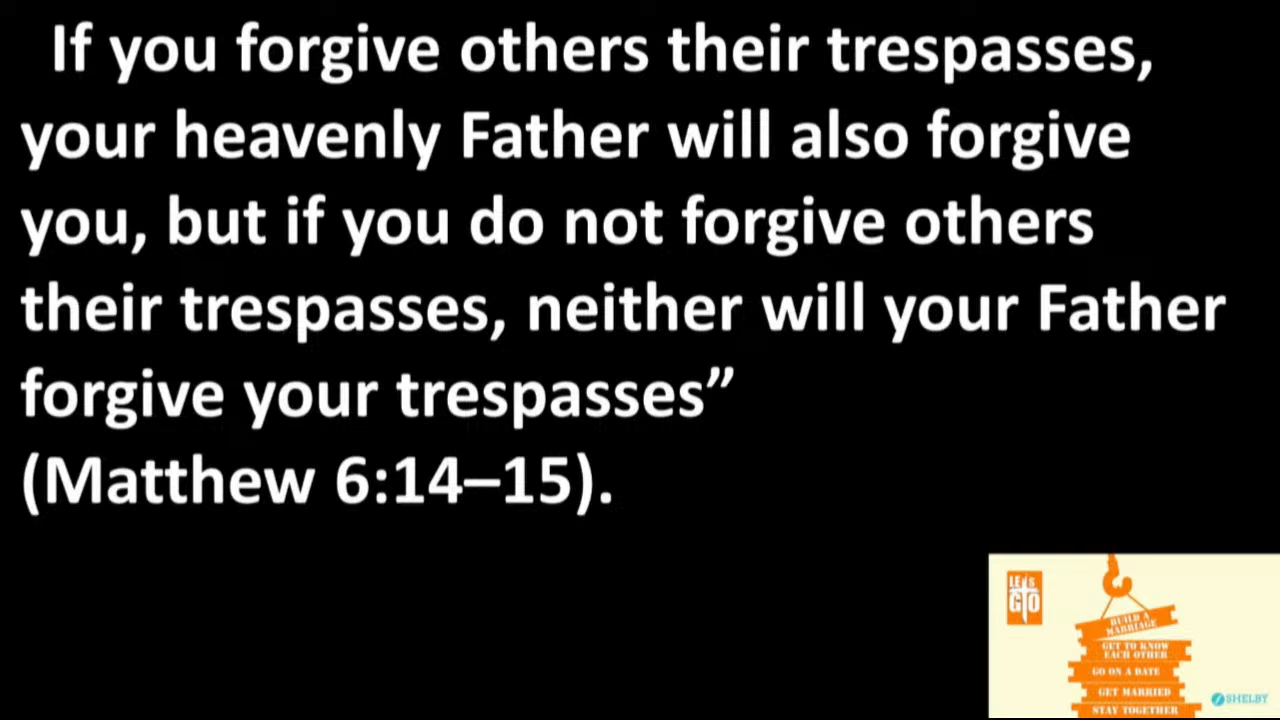 If you forgive others their trespasses,
your heavenly Father will also forgive
you, but if you do not forgive others
their trespasses, neither will your Father
forgive your trespasses”
(Matthew 6:14–15).
LET'S
GO
BUILD A
MARRIAGE
GET TO KNOW
EACH OTHER
GO ON A DATE
GET MARRIED
STAY TOGETHER
SHELBY